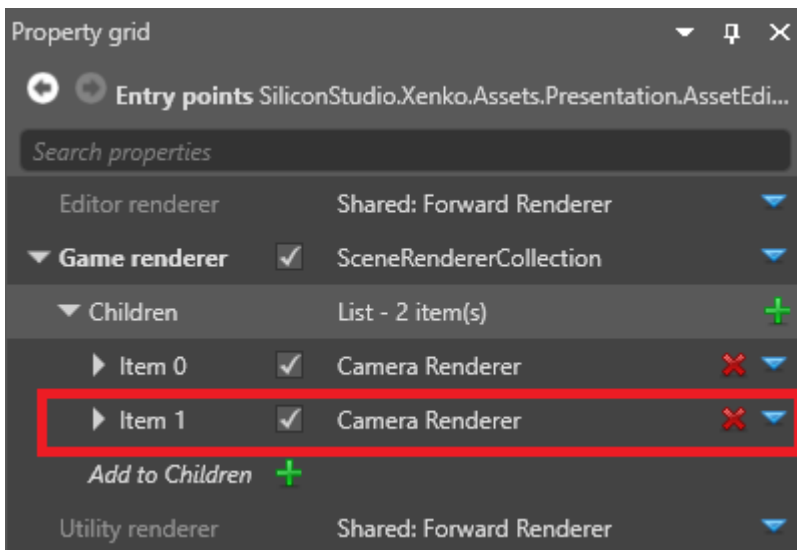 Property grid
Entry points SiliconStudio.Xenko.Assets.Presentation.AssetEdi...
Search properties
Editor renderer Shared: Forward Renderer
Game renderer SceneRendererCollection
Children List - 2 item(s)
Item 0 Camera Renderer
Item 1 Camera Renderer
Add to Children
Utility renderer Shared: Forward Renderer